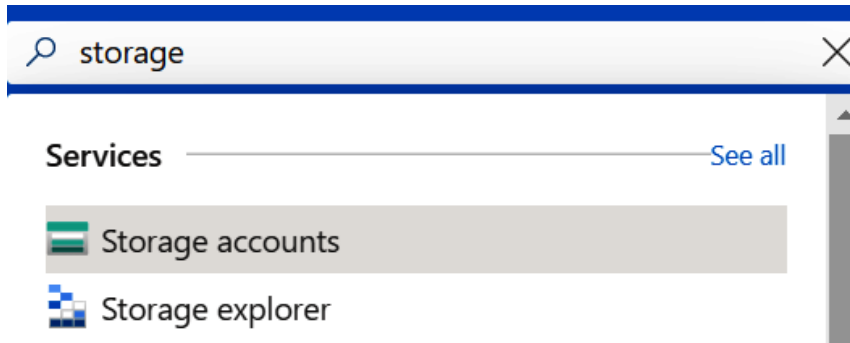 storage
Services See all
Storage accounts
Storage explorer